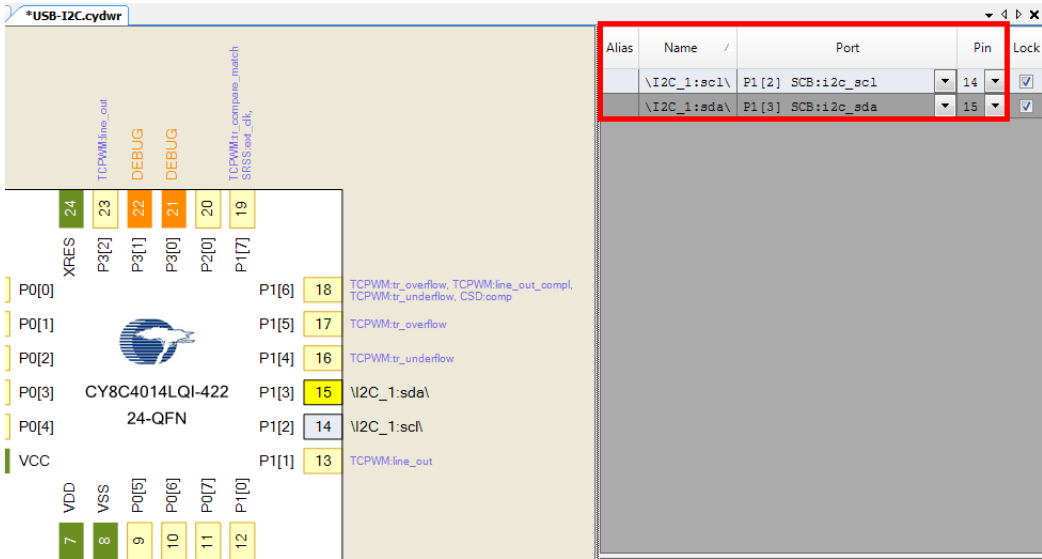 *USB-I2C.cydwr
Alias Name / Port Pin Lock
\I2C_1:scl\ P1[2] SCB:i2c_scl 14
\I2C_1:sda\ P1[3] SCB:i2c_sda 15
TCPWM:line_out
DEBUG
DEBUG
TCPWM:tr_compare_match
SRSS:ext_clk,
24 23 22 21 20 19
XRES P3[2] P3[1] P3[0] P2[0] P1[7]
P0[0]
P0[1]
P0[2]
P0[3]
P0[4]
VCC
CY8C4014LQI-422
24-QFN
P1[6] 18 TCPWM:tr_overflow, TCPWM:line_out_compl,
TCPWM:tr_underflow, CSD:comp
P1[5] 17 TCPWM:tr_overflow
P1[4] 16 TCPWM:tr_underflow
P1[3] 15 \I2C_1:sda\
P1[2] 14 \I2C_1:scl\
P1[1] 13 TCPWM:line_out
VDD VSS P0[5] P0[6] P0[7] P1[0]
7 8 9 10 11 12